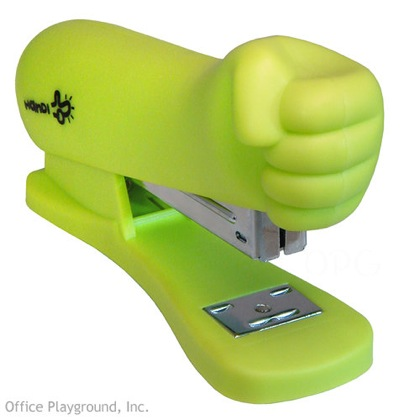 HANDI
Office Playground, Inc.